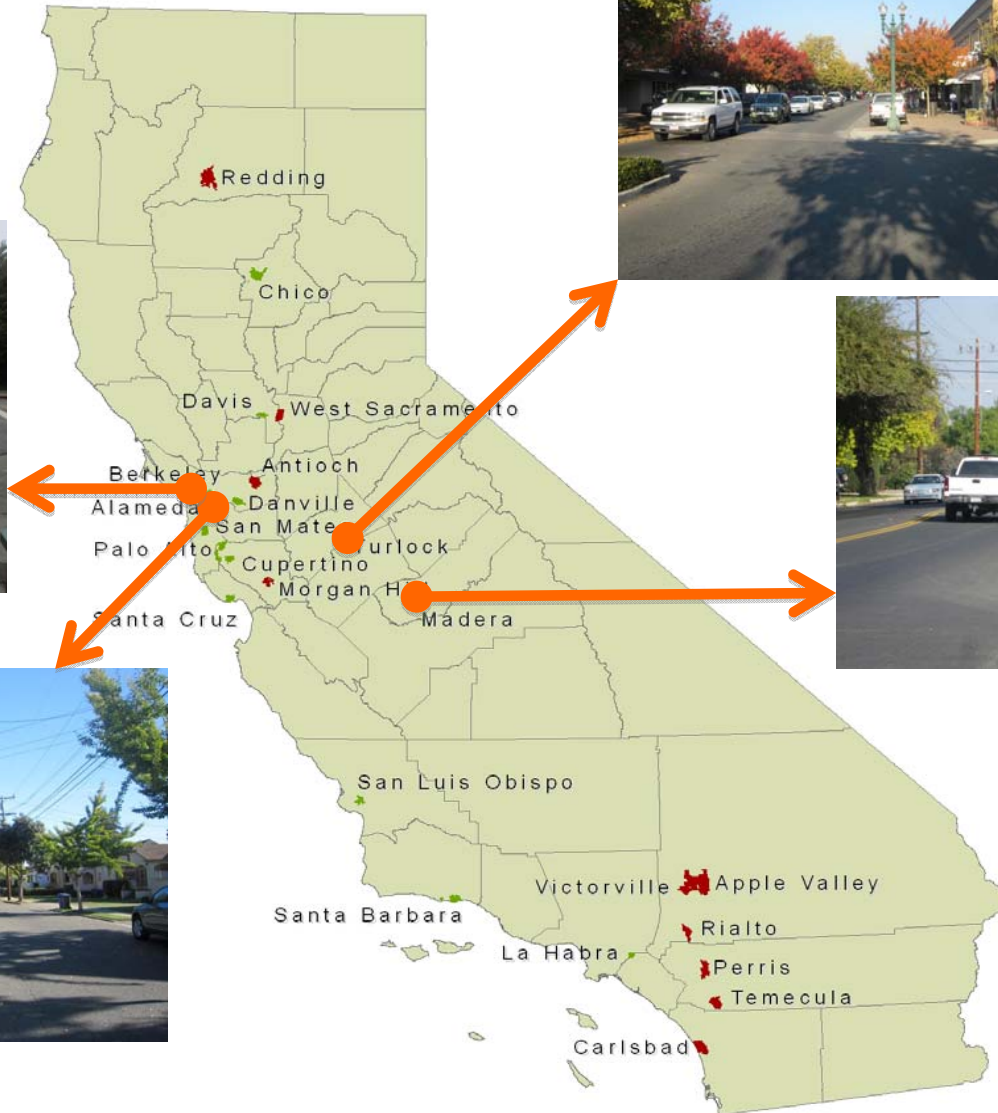 Redding
Chico
Davis
West Sacramento
Antioch
Berkeley
Danville
Alameda
San Mateo
Turlock
Palo Alto
Cupertino
Morgan Hill
Santa Cruz
Madera
San Luis Obispo
Victorville
Apple Valley
Santa Barbara
Rialto
La Habra
Perris
Temecula
Carlsbad